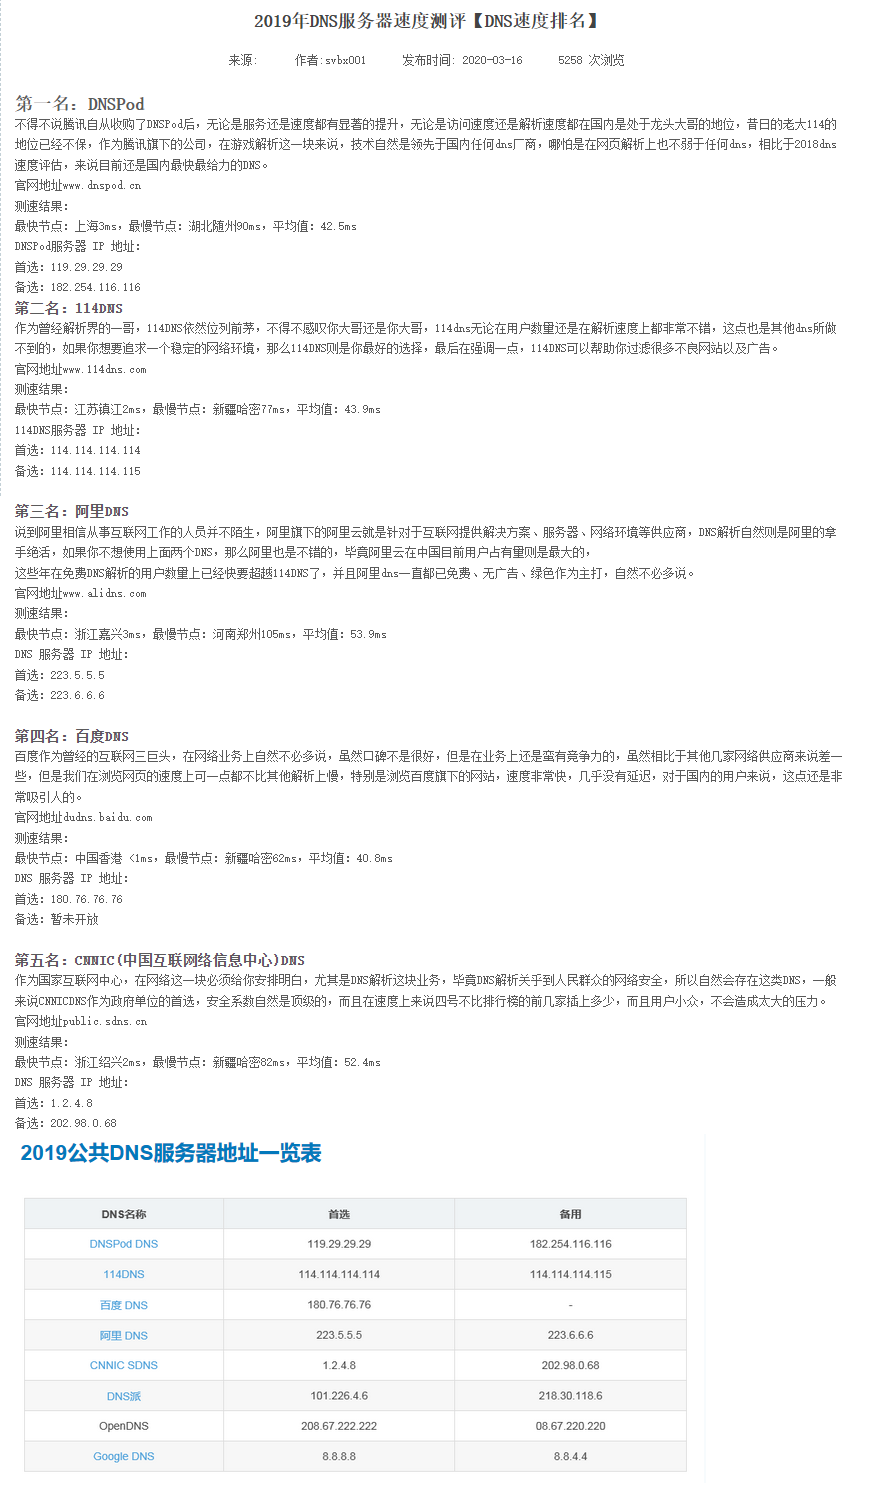 2019年DNS服务器速度测评【DNS速度排名】
来源: 作者:svbx001 发布时间: 2020-03-16 5258 次浏览
第一名：DNSPod
不得不说腾讯自从收购了DNSPod后，无论是服务还是速度都有显著的提升，无论是访问速度还是解析速度都在国内是处于龙头大哥的地位，昔日的老大114的
地位已经不保，作为腾讯旗下的公司，在游戏解析这一块来说，技术自然是领先于国内任何dns厂商，哪怕是在网页解析上也不弱于任何dns，相比于2018dns
速度评估，来说目前还是国内最快最给力的DNS。
官网地址www.dnspod.cn
测速结果：
最快节点：上海3ms，最慢节点：湖北随州90ms，平均值：42.5ms
DNSPod服务器 IP 地址：
首选：119.29.29.29
备选：182.254.116.116
第二名：114DNS
作为曾经解析界的一哥，114DNS依然位列前茅，不得不感叹你大哥还是你大哥，114dns无论在用户数量还是在解析速度上都非常不错，这点也是其他dns所做
不到的，如果你想要追求一个稳定的网络环境，那么114DNS则是你最好的选择，最后在强调一点，114DNS可以帮助你过滤很多不良网站以及广告。
官网地址www.114dns.com
测速结果：
最快节点：江苏镇江2ms，最慢节点：新疆哈密77ms，平均值：43.9ms
114DNS服务器 IP 地址：
首选：114.114.114.114
备选：114.114.114.115
第三名：阿里DNS
说到阿里相信从事互联网工作的人员并不陌生，阿里旗下的阿里云就是针对于互联网提供解决方案、服务器、网络环境等供应商，DNS解析自然则是阿里的拿
手绝活，如果你不想使用上面两个DNS，那么阿里也是不错的，毕竟阿里云在中国目前用户占有量则是最大的，
这些年在免费DNS解析的用户数量上已经快要超越114DNS了，并且阿里dns一直都已免费、无广告、绿色作为主打，自然不必多说。
官网地址www.alidns.com
测速结果：
最快节点：浙江嘉兴3ms，最慢节点：河南郑州105ms，平均值：53.9ms
DNS 服务器 IP 地址：
首选：223.5.5.5
备选：223.6.6.6
第四名：百度DNS
百度作为曾经的互联网三巨头，在网络业务上自然不必多说，虽然口碑不是很好，但是在业务上还是蛮有竞争力的，虽然相比于其他几家网络供应商来说差一
些，但是我们在浏览网页的速度上可一点都不比其他解析上慢，特别是浏览百度旗下的网站，速度非常快，几乎没有延迟，对于国内的用户来说，这点还是非
常吸引人的。
官网地址dudns.baidu.com
测速结果：
最快节点：中国香港 <1ms，最慢节点：新疆哈密62ms，平均值：40.8ms
DNS 服务器 IP 地址：
首选：180.76.76.76
备选：暂未开放
第五名：CNNIC(中国互联网络信息中心)DNS
作为国家互联网中心，在网络这一块必须给你安排明白，尤其是DNS解析这块业务，毕竟DNS解析关乎到人民群众的网络安全，所以自然会存在这类DNS，一般
来说CNNICDNS作为政府单位的首选，安全系数自然是顶级的，而且在速度上来说四号不比排行榜的前几家插上多少，而且用户小众，不会造成太大的压力。
官网地址public.sdns.cn
测速结果：
最快节点：浙江绍兴2ms，最慢节点：新疆哈密82ms，平均值：52.4ms
DNS 服务器 IP 地址：
首选：1.2.4.8
备选：202.98.0.68
2019公共DNS服务器地址一览表
DNS名称 首选 备用
DNSPod DNS 119.29.29.29 182.254.116.116
114DNS 114.114.114.114 114.114.114.115
百度 DNS 180.76.76.76 -
阿里 DNS 223.5.5.5 223.6.6.6
CNNIC SDNS 1.2.4.8 202.98.0.68
DNS派 101.226.4.6 218.30.118.6
OpenDNS 208.67.222.222 08.67.220.220
Google DNS 8.8.8.8 8.8.4.4